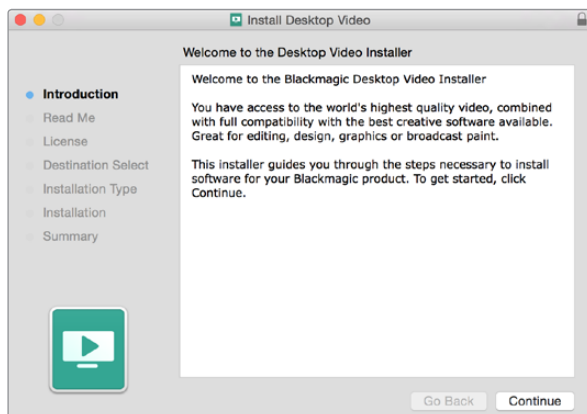 Install Desktop Video
Welcome to the Desktop Video Installer
Introduction
Read Me
License
Destination Select
Installation Type
Installation
Summary
Welcome to the Blackmagic Desktop Video Installer
You have access to the world's highest quality video, combined
with full compatibility with the best creative software available.
Great for editing, design, graphics or broadcast paint.
This installer guides you through the steps necessary to install
software for your Blackmagic product. To get started, click
Continue.
Go Back
Continue